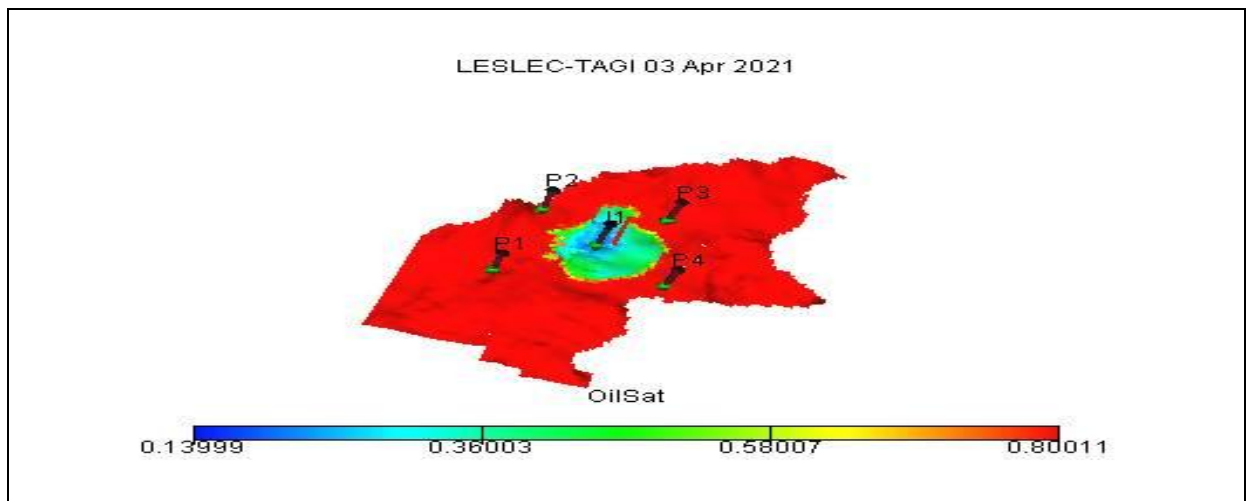 LESLEC-TAGI 03 Apr 2021
P2
P3
I1
P1
P4
OilSat
0.13999 0.36003 0.58007 0.80011